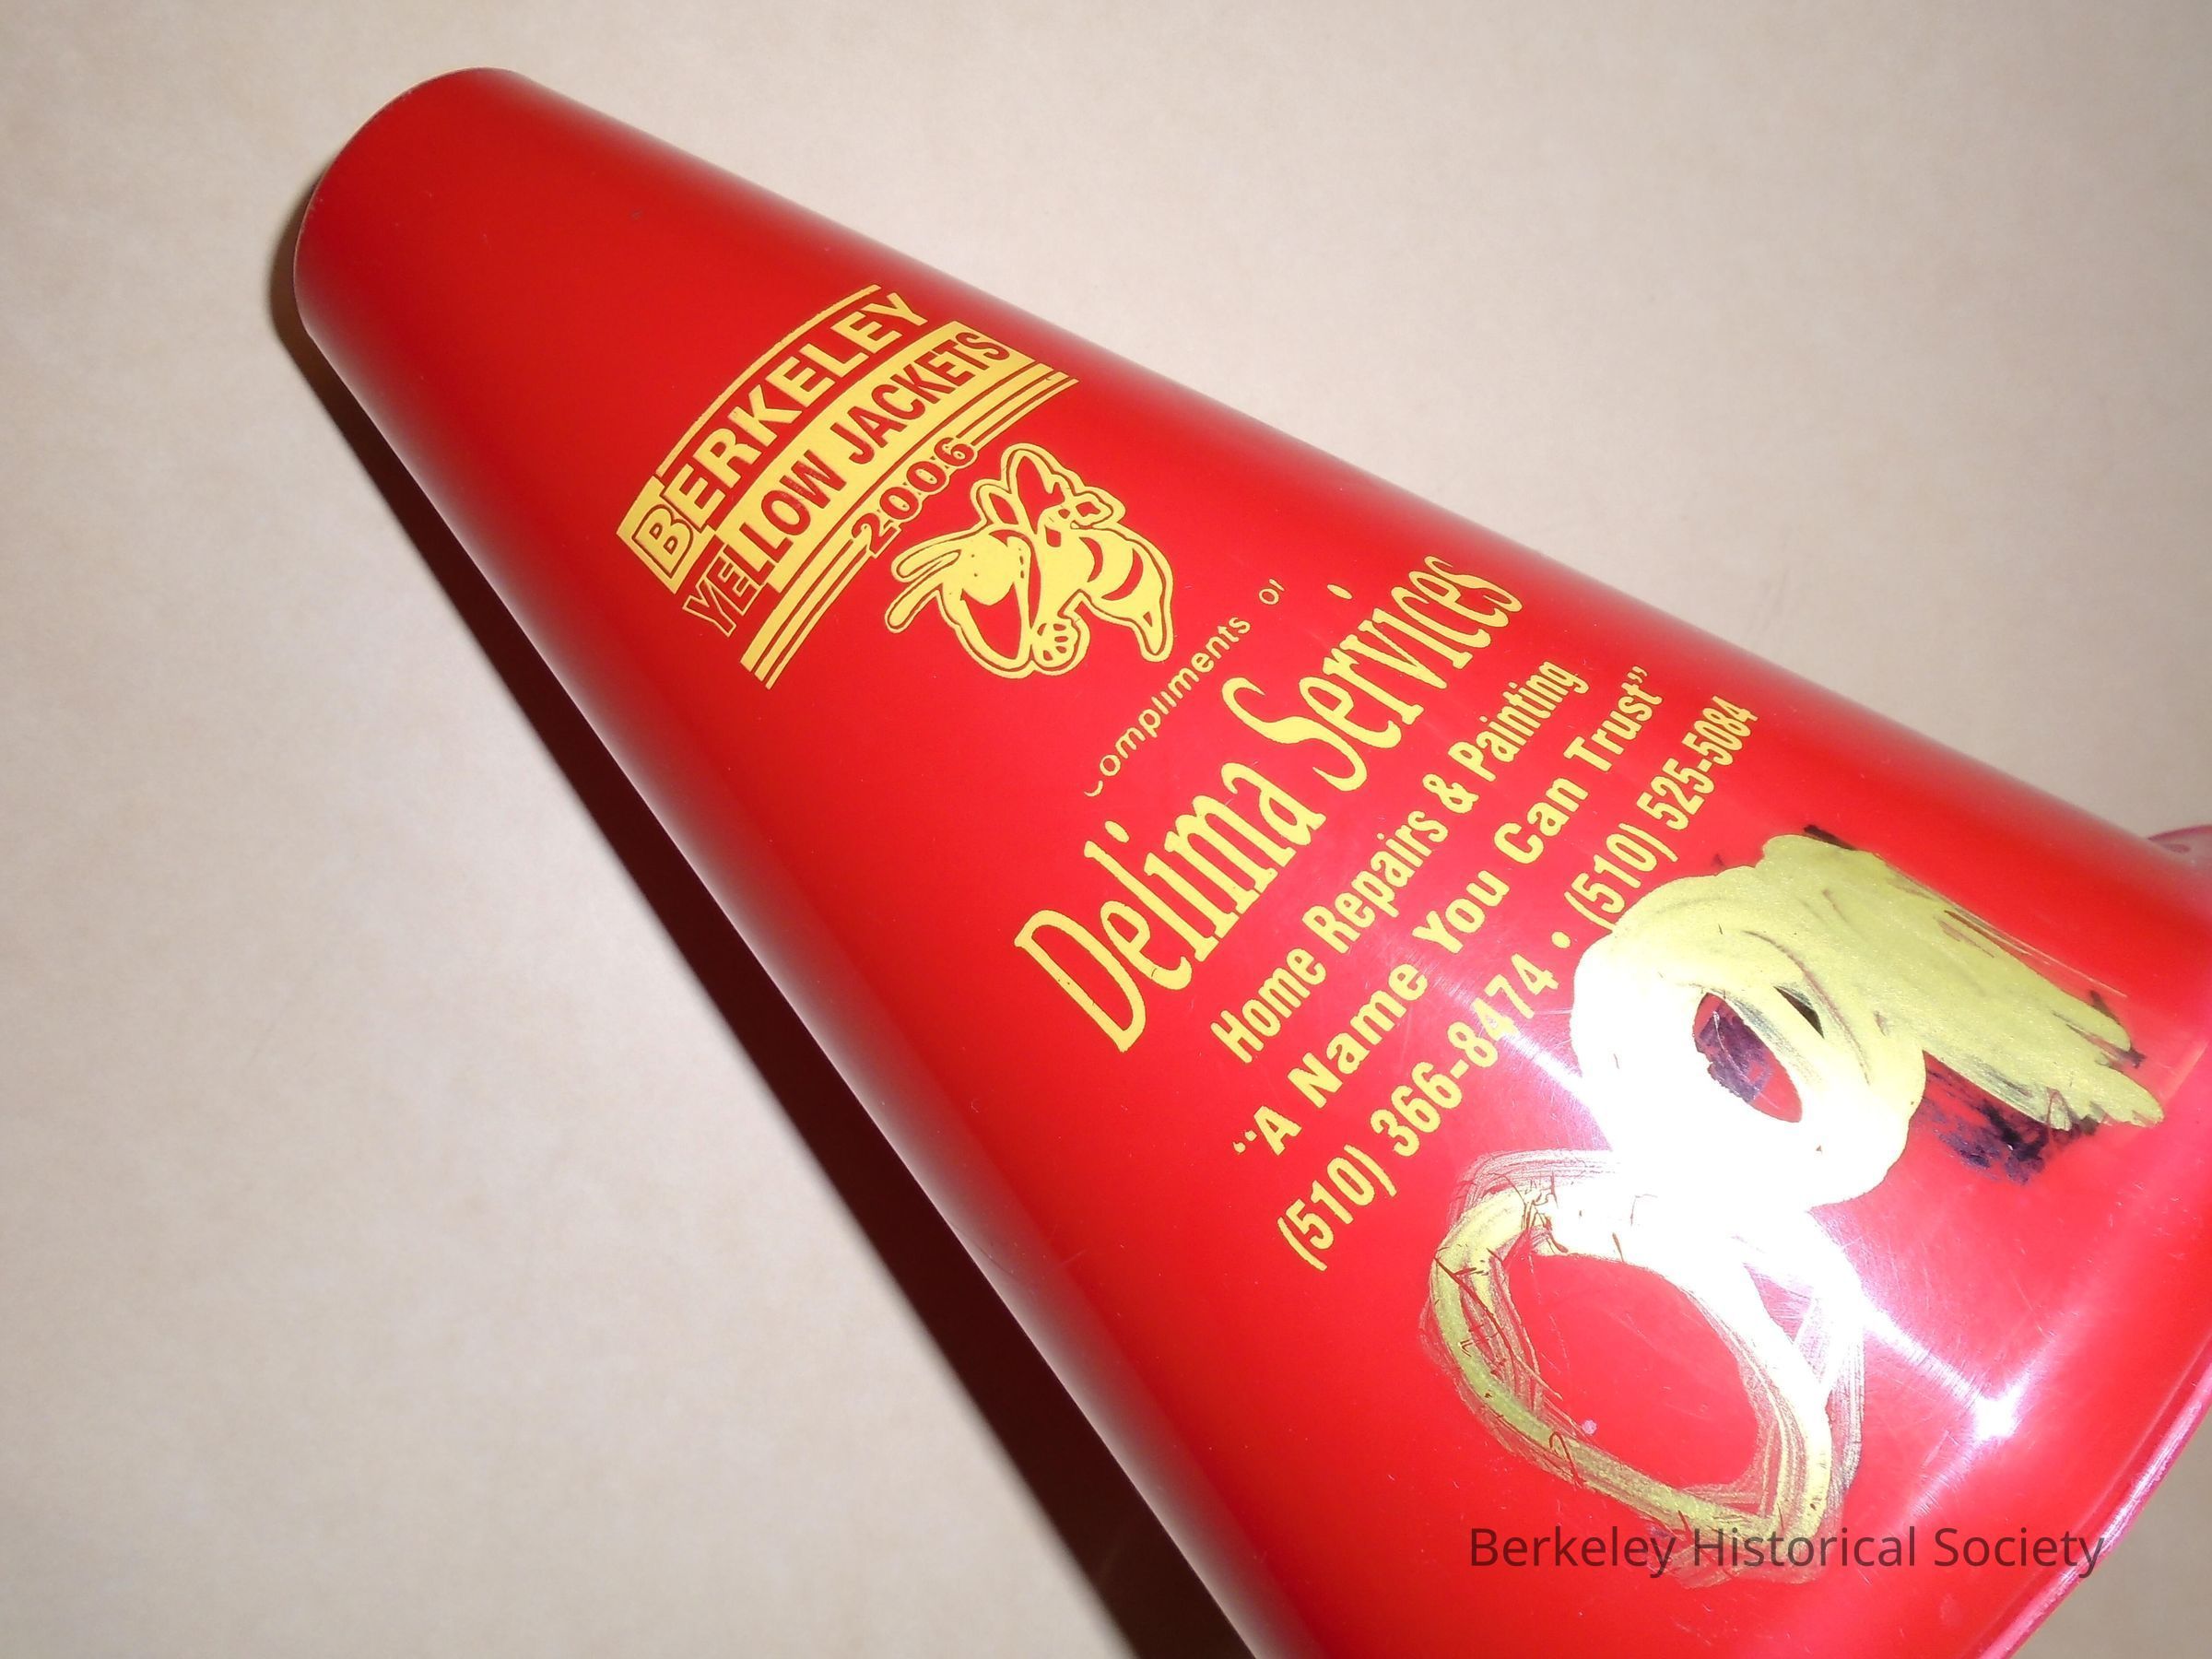 BERKELEY
YELLOW JACKETS
2006
Compliments of
Delima Services
Home Repairs & Painting
"A Name You Can Trust"
(510) 366-8474 • (510) 525-5084
Berkeley Historical Society